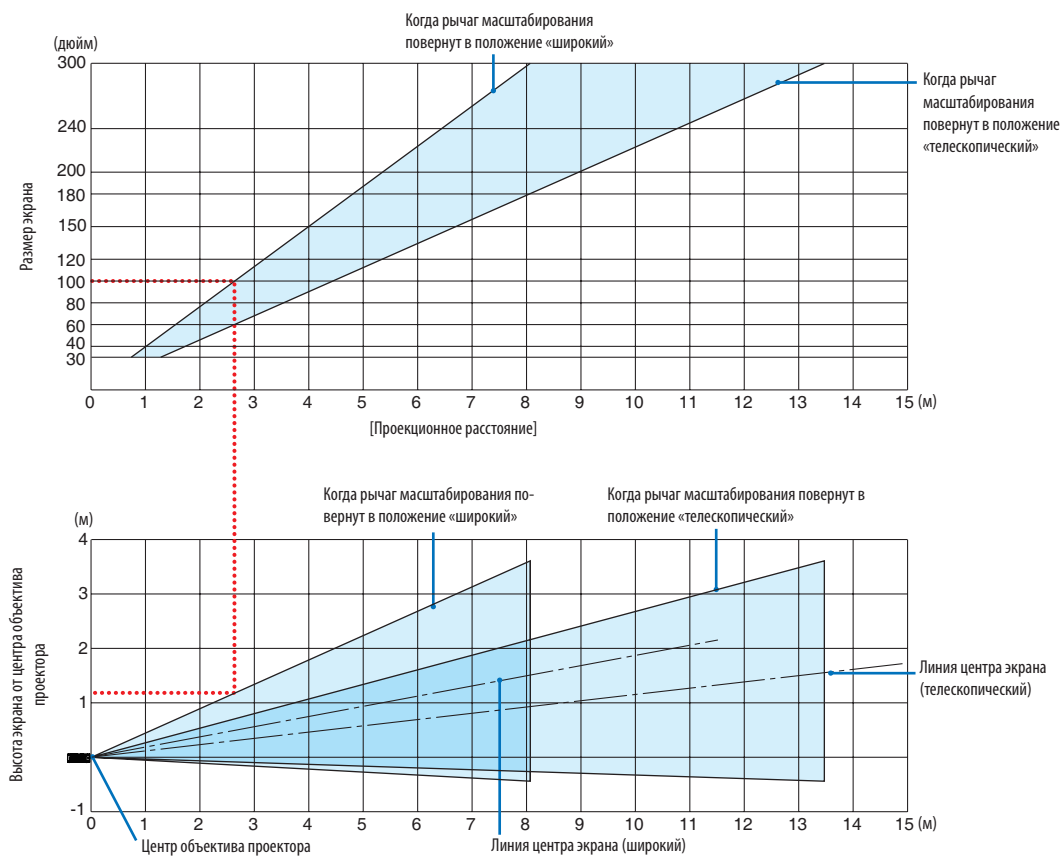 Когда рычаг масштабирования
повернут в положение «широкий»
(дюйм)
Когда рычаг
масштабирования
повернут в положение
«телескопический»
Размер экрана
300
240
200
180
150
120
100
80
60
40
30
0 1 2 3 4 5 6 7 8 9 10 11 12 13 14 15 (м)
[Проекционное расстояние]
Когда рычаг масштабирования по-
вернут в положение «широкий»
Когда рычаг масштабирования повернут в
положение «телескопический»
(м)
Высота экрана от центра объектива
проектора
4
3
2
1
-1
Линия центра экрана
(телескопический)
0 1 2 3 4 5 6 7 8 9 10 11 12 13 14 15 (м)
Центр объектива проектора
Линия центра экрана (широкий)